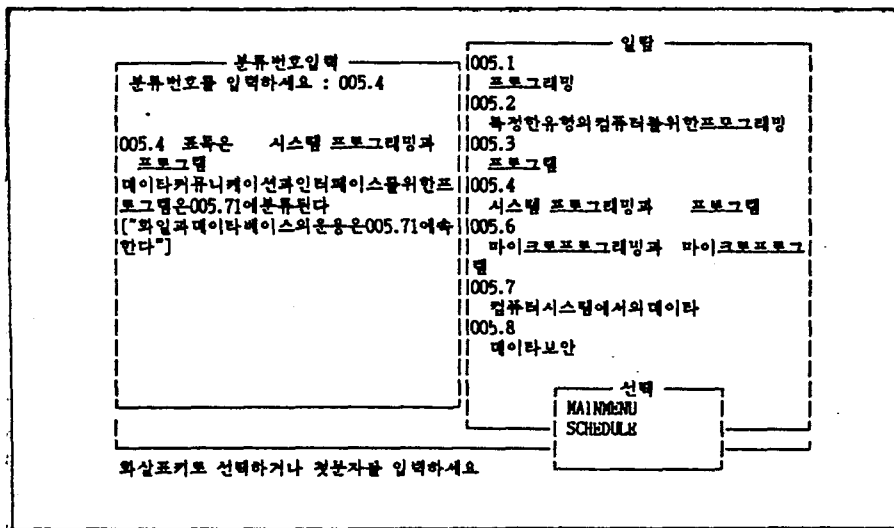 분류번호입력
분류번호를 입력하세요 : 005.4
005.4 표목은 시스템 프로그래밍과
프로그램
데이타커뮤니케이션과인터페이스를위한프
로그램은005.71에분류된다
["화일과데이타베이스의운용은005.71에속
한다"]
일람
005.1
프로그래밍
005.2
특정한유형의컴퓨터를위한프로그래밍
005.3
프로그램
005.4
시스템 프로그래밍과 프로그램
005.6
마이크로프로그래밍과 마이크로프로그
램
005.7
컴퓨터시스템에서의데이타
005.8
데이타보안
선택
MAINMENU
SCHEDULE
화살표키로 선택하거나 첫문자를 입력하세요